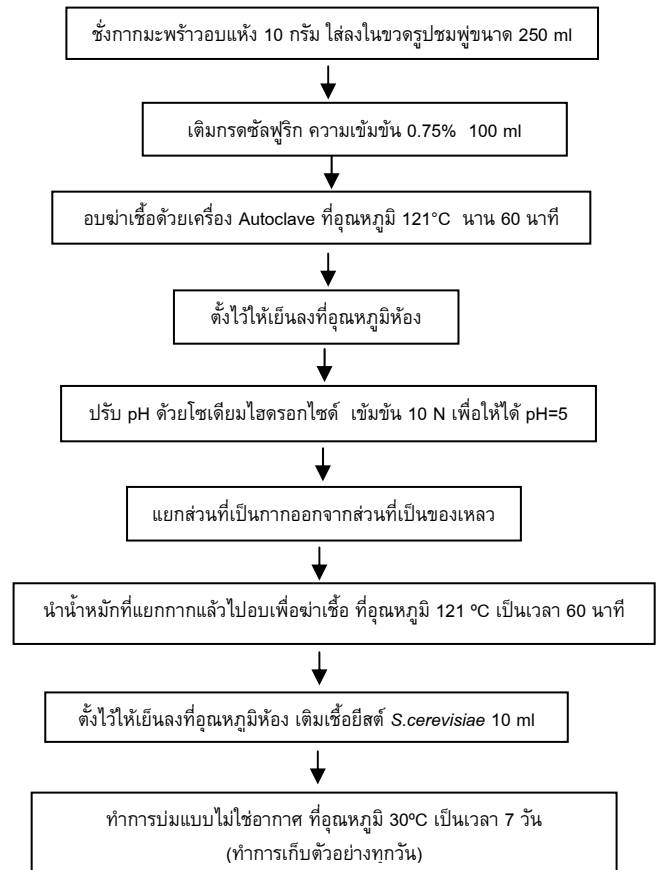 ชั่งกากมะพร้าวอบแห้ง 10 กรัม ใส่ลงในขวดรูปชมพู่ขนาด 250 ml
เติมกรดซัลฟูริก ความเข้มข้น 0.75% 100 ml
อบฆ่าเชื้อด้วยเครื่อง Autoclave ที่อุณหภูมิ 121°C นาน 60 นาที
ตั้งไว้ให้เย็นลงที่อุณหภูมิห้อง
ปรับ pH ด้วยโซเดียมไฮดรอกไซด์ เข้มข้น 10 N เพื่อให้ได้ pH=5
แยกส่วนที่เป็นกากออกจากส่วนที่เป็นของเหลว
นำน้ำหมักที่แยกกากแล้วไปอบเพื่อฆ่าเชื้อ ที่อุณหภูมิ 121 ºC เป็นเวลา 60 นาที
ตั้งไว้ให้เย็นลงที่อุณหภูมิห้อง เติมเชื้อยีสต์ S.cerevisiae 10 ml
ทำการบ่มแบบไม่ใช่อากาศ ที่อุณหภูมิ 30ºC เป็นเวลา 7 วัน
(ทำการเก็บตัวอย่างทุกวัน)